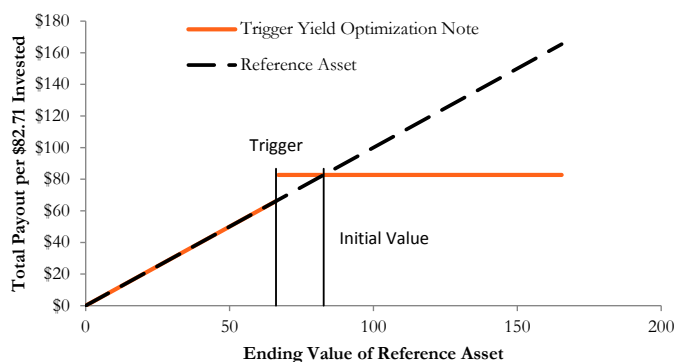 $180
$160
$140
$120
$100
$80
$60
$40
$20
$0
Total Payout per $82.71 Invested
Trigger Yield Optimization Note
Reference Asset
Trigger
Initial Value
0
50
100
150
200
Ending Value of Reference Asset